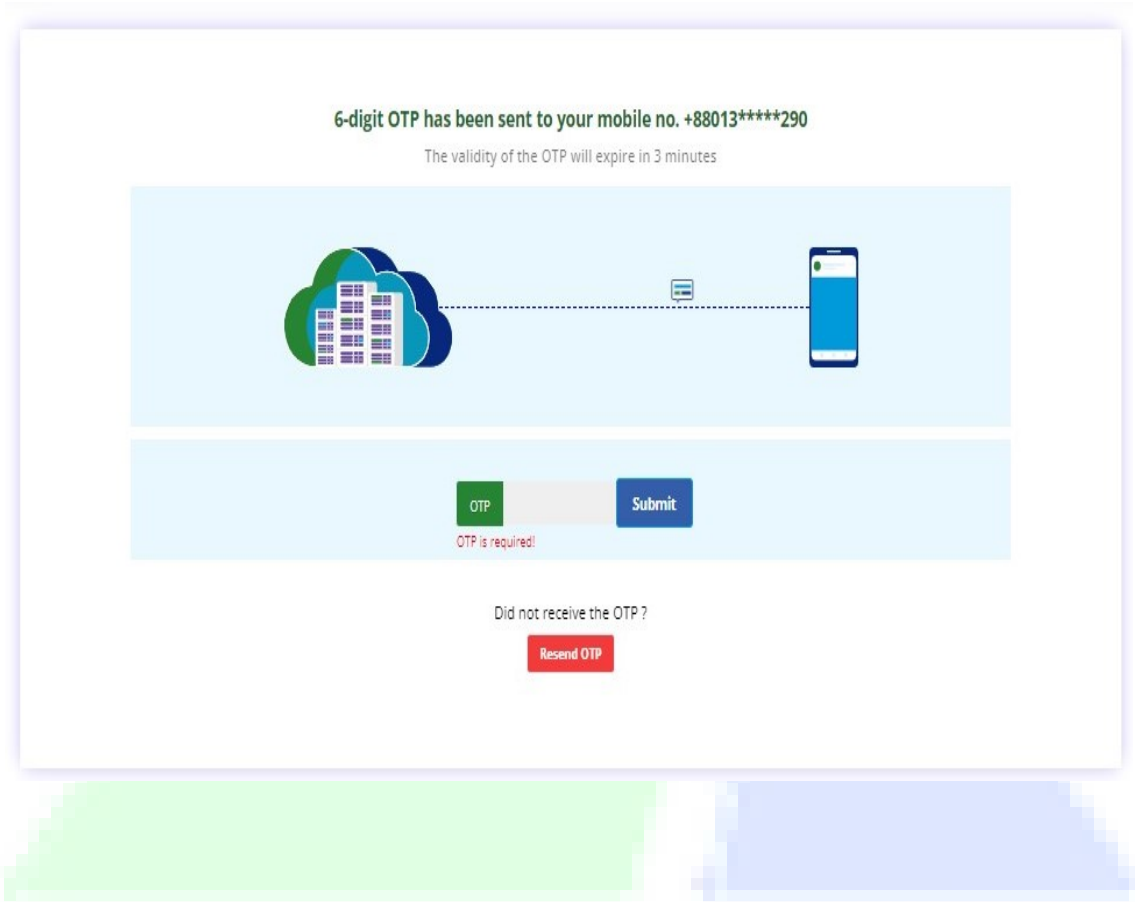 6-digit OTP has been sent to your mobile no. +88013*****290
The validity of the OTP will expire in 3 minutes
OTP
Submit
OTP is required!
Did not receive the OTP ?
Resend OTP